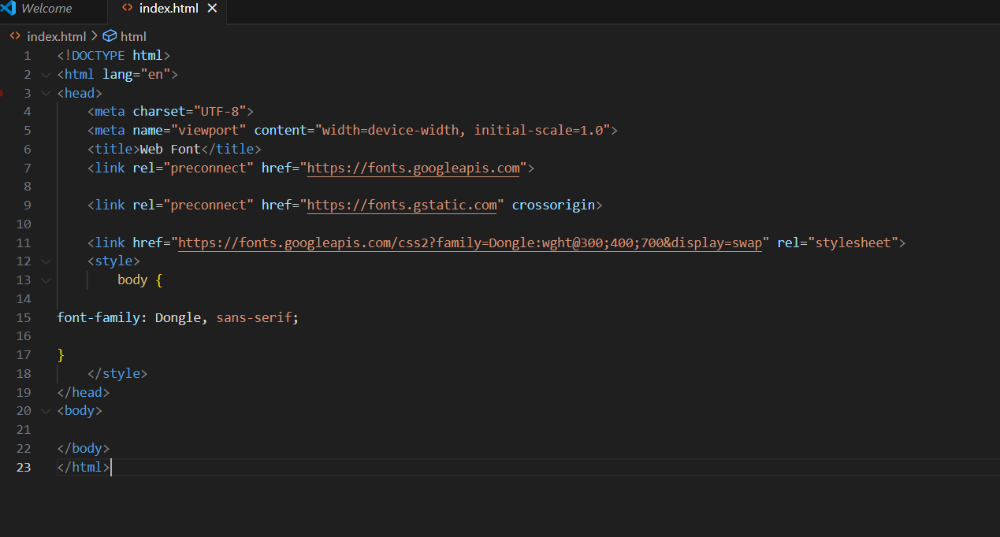 Welcome
index.html
index.html > html
1 <!DOCTYPE html>
2 <html lang="en">
3 <head>
4     <meta charset="UTF-8">
5     <meta name="viewport" content="width=device-width, initial-scale=1.0">
6     <title>Web Font</title>
7     <link rel="preconnect" href="https://fonts.googleapis.com">
8
9     <link rel="preconnect" href="https://fonts.gstatic.com" crossorigin>
10
11     <link href="https://fonts.googleapis.com/css2?family=Dongle:wght@300;400;700&display=swap" rel="stylesheet">
12     <style>
13         body {
14
15 font-family: Dongle, sans-serif;
16
17 }
18     </style>
19 </head>
20 <body>
21
22 </body>
23 </html>